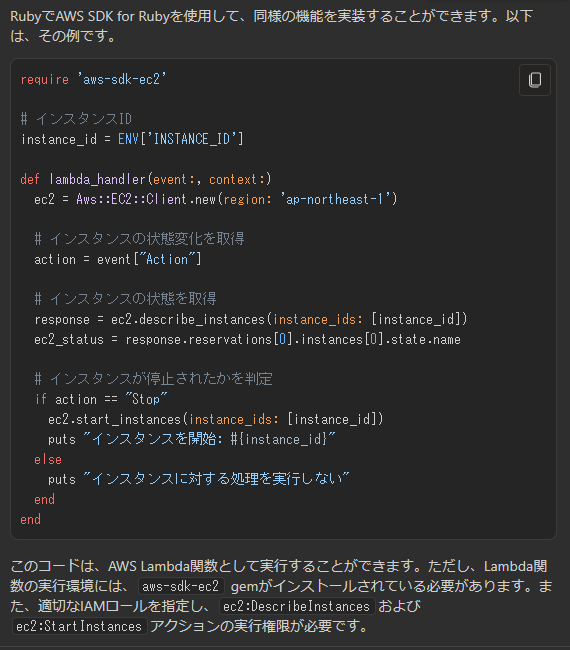 RubyでAWS SDK for Rubyを使用して、同様の機能を実装することができます。以下
は、その例です。
require 'aws-sdk-ec2'
# インスタンスID
instance_id = ENV['INSTANCE_ID']
def lambda_handler(event:, context:)
ec2 = Aws::EC2::Client.new(region: 'ap-northeast-1')
# インスタンスの状態変化を取得
action = event["Action"]
# インスタンスの状態を取得
response = ec2.describe_instances(instance_ids: [instance_id])
ec2_status = response.reservations[0].instances[0].state.name
# インスタンスが停止されたかを判定
if action == "Stop"
ec2.start_instances(instance_ids: [instance_id])
puts "インスタンスを開始: #{instance_id}"
else
puts "インスタンスに対する処理を実行しない"
end
end
このコードは、AWS Lambda関数として実行することができます。ただし、Lambda関
数の実行環境には、 aws-sdk-ec2 gemがインストールされている必要があります。ま
た、適切なIAMロールを指定し、 ec2:DescribeInstances および
ec2:StartInstances アクションの実行権限が必要です。